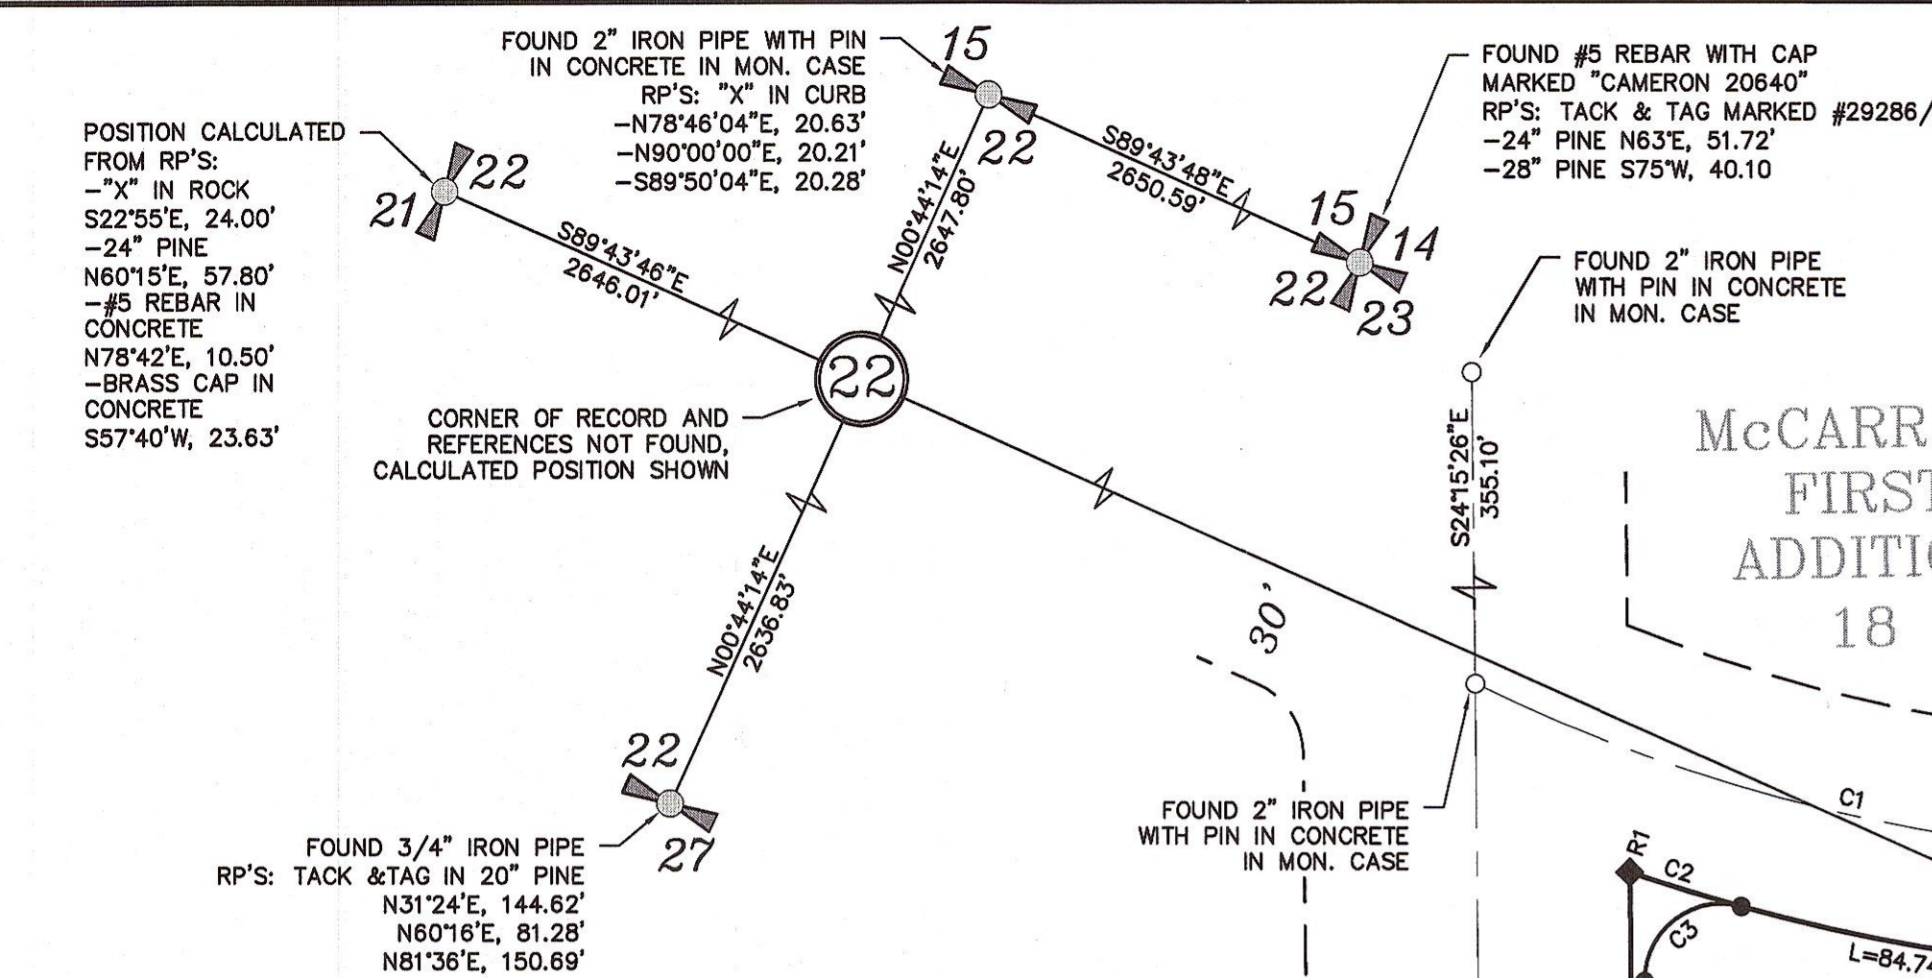 POSITION CALCULATED
FROM RP'S:
-"X" IN ROCK
S22°55'E, 24.00'
-24" PINE
N60°15'E, 57.80'
-#5 REBAR IN
CONCRETE
N78°42'E, 10.50'
-BRASS CAP IN
CONCRETE
S57°40'W, 23.63'
22
21
FOUND 2" IRON PIPE WITH PIN
IN CONCRETE IN MON. CASE
RP'S: "X" IN CURB
-N78°46'04"E, 20.63'
-N90°00'00"E, 20.21'
-S89°50'04"E, 20.28'
15
22
S89°43'48"E
2650.59'
FOUND #5 REBAR WITH CAP
MARKED "CAMERON 20640"
RP'S: TACK & TAG MARKED #29286/
-24" PINE N63°E, 51.72'
-28" PINE S75°W, 40.10
15
14
22
23
S89°43'46"E
2646.01'
N00°44'14"E
2647.80'
22
CORNER OF RECORD AND
REFERENCES NOT FOUND,
CALCULATED POSITION SHOWN
FOUND 2" IRON PIPE
WITH PIN IN CONCRETE
IN MON. CASE
S24°15'26"E
355.10'
McCARR
FIRST
ADDITIO
18
N00°44'14"E
2636.83'
30'
22
27
FOUND 3/4" IRON PIPE
RP'S: TACK &TAG IN 20" PINE
N31°24'E, 144.62'
N60°16'E, 81.28'
N81°36'E, 150.69'
FOUND 2" IRON PIPE
WITH PIN IN CONCRETE
IN MON. CASE
C1
R1
C2
C3
L=84.74